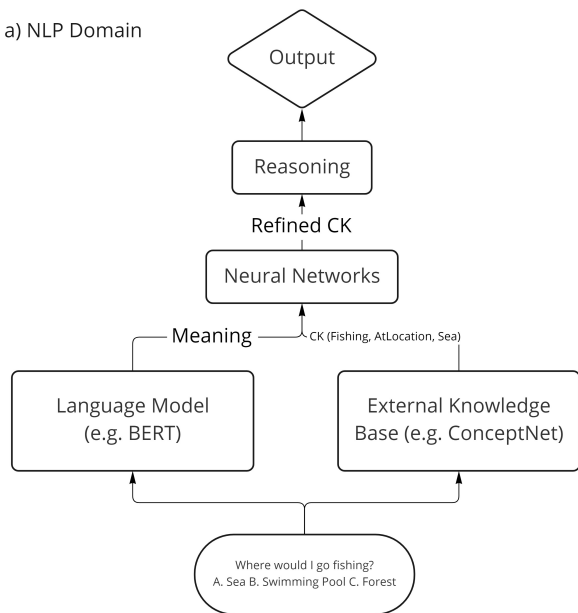 a) NLP Domain
Output
Reasoning
Refined CK
Neural Networks
Meaning
CK (Fishing, AtLocation, Sea)
Language Model
(e.g. BERT)
External Knowledge
Base (e.g. ConceptNet)
Where would I go fishing?
A. Sea B. Swimming Pool C. Forest